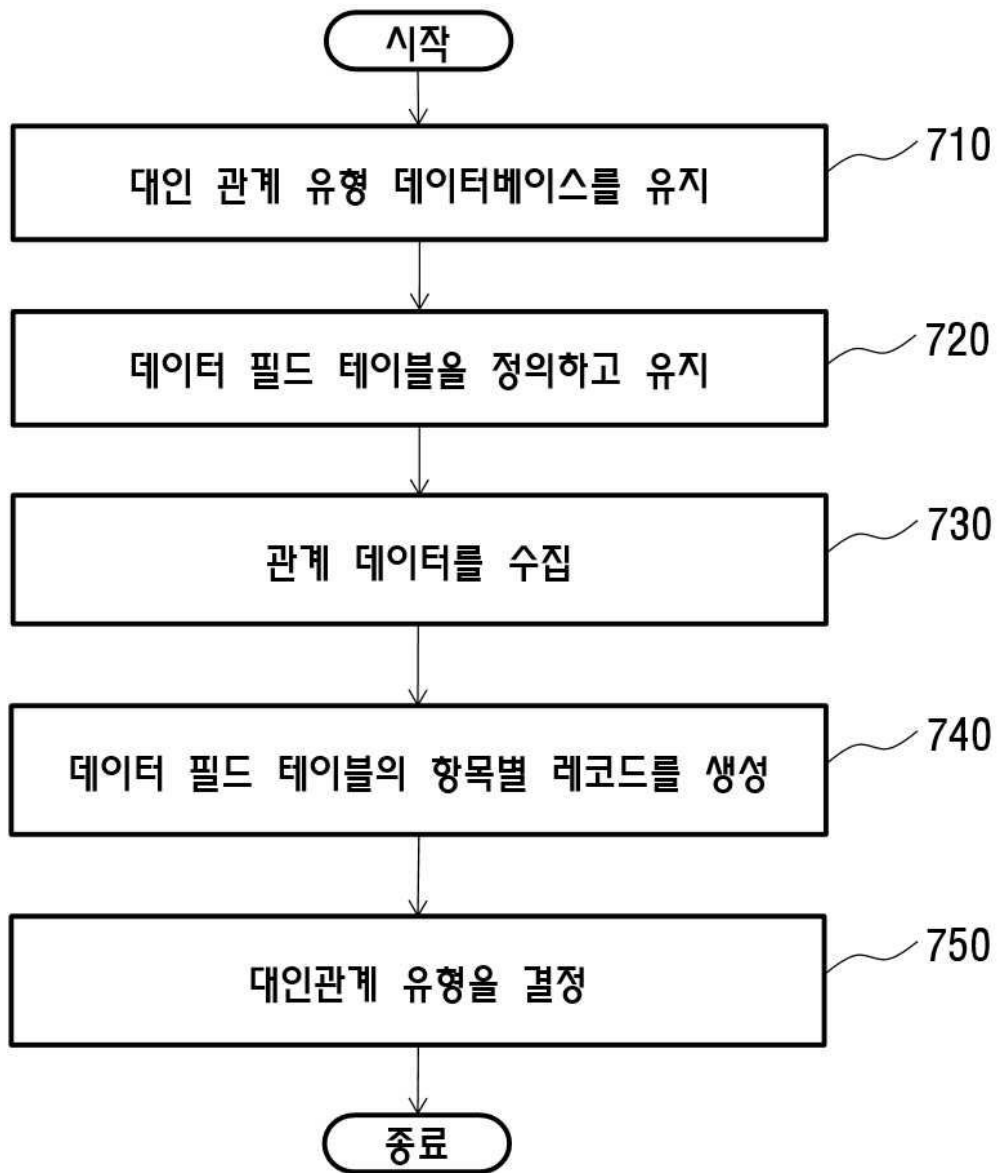 시작
710
대인 관계 유형 데이터베이스를 유지
720
데이터 필드 테이블을 정의하고 유지
730
관계 데이터를 수집
740
데이터 필드 테이블의 항목별 레코드를 생성
750
대인관계 유형을 결정
종료